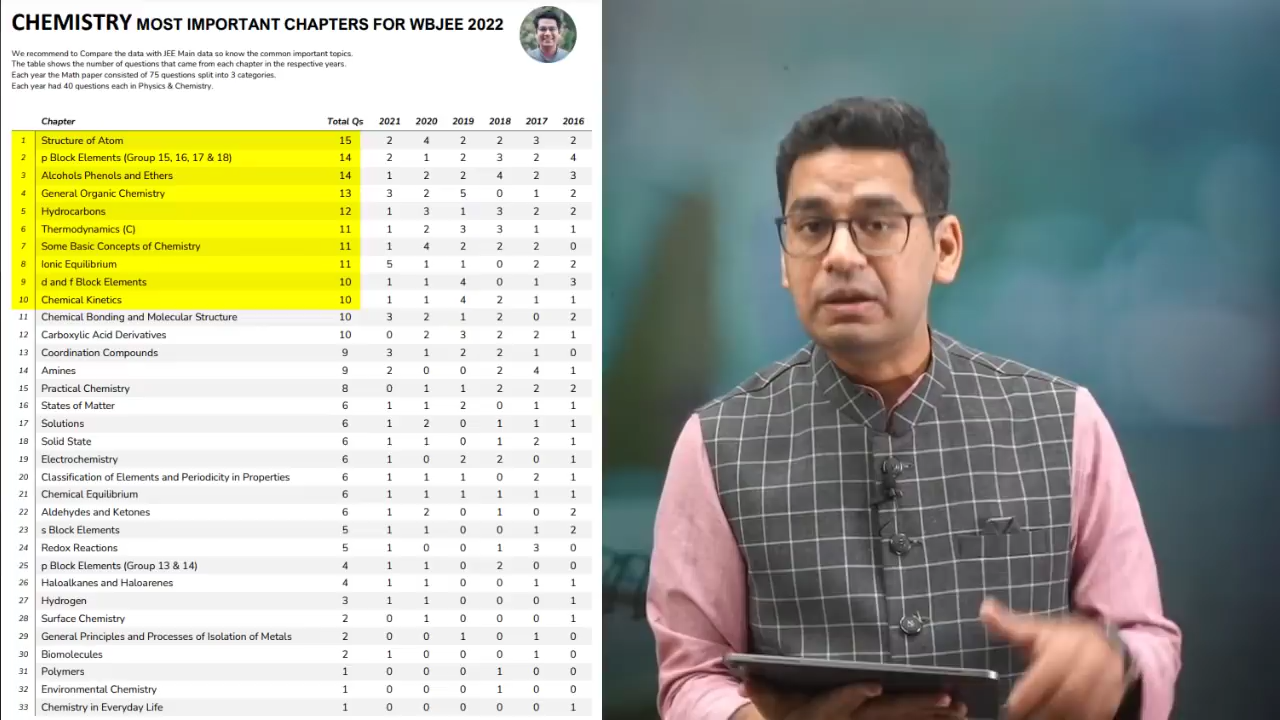 CHEMISTRY MOST IMPORTANT CHAPTERS FOR WBJEE 2022
We recommend to Compare the data with JEE Main data so know the common important topics.
The table shows the number of questions that came from each chapter in the respective years.
Each year the Math paper consisted of 75 questions split into 3 categories.
Each year had 40 questions each in Physics & Chemistry.
Chapter Total Qs 2021 2020 2019 2018 2017 2016
1 Structure of Atom 15 2 4 2 2 3 2
2 p Block Elements (Group 15, 16, 17 & 18) 14 2 1 2 3 2 4
3 Alcohols Phenols and Ethers 14 1 2 2 4 2 3
4 General Organic Chemistry 13 3 2 5 0 1 2
5 Hydrocarbons 12 1 3 1 3 2 2
6 Thermodynamics (C) 11 1 2 3 3 1 1
7 Some Basic Concepts of Chemistry 11 1 4 2 2 2 0
8 Ionic Equilibrium 11 5 1 1 0 2 2
9 d and f Block Elements 10 1 1 4 0 1 3
10 Chemical Kinetics 10 1 1 4 2 1 1
11 Chemical Bonding and Molecular Structure 10 3 2 1 2 0 2
12 Carboxylic Acid Derivatives 10 0 2 3 2 2 1
13 Coordination Compounds 9 3 1 2 2 1 0
14 Amines 9 2 0 0 2 4 1
15 Practical Chemistry 8 0 1 1 2 2 2
16 States of Matter 6 1 1 2 0 1 1
17 Solutions 6 1 2 0 1 1 1
18 Solid State 6 1 1 0 1 2 1
19 Electrochemistry 6 1 0 2 2 0 1
20 Classification of Elements and Periodicity in Properties 6 1 1 1 0 2 1
21 Chemical Equilibrium 6 1 1 1 1 1 1
22 Aldehydes and Ketones 6 1 2 0 1 0 2
23 s Block Elements 5 1 1 0 0 1 2
24 Redox Reactions 5 1 0 0 1 3 0
25 p Block Elements (Group 13 & 14) 4 1 1 0 2 0 0
26 Haloalkanes and Haloarenes 4 1 1 0 0 1 1
27 Hydrogen 3 1 1 0 0 0 1
28 Surface Chemistry 2 0 1 0 0 0 1
29 General Principles and Processes of Isolation of Metals 2 0 0 1 0 1 0
30 Biomolecules 2 1 0 0 0 1 0
31 Polymers 1 0 0 0 1 0 0
32 Environmental Chemistry 1 0 0 0 1 0 0
33 Chemistry in Everyday Life 1 0 0 0 0 0 1